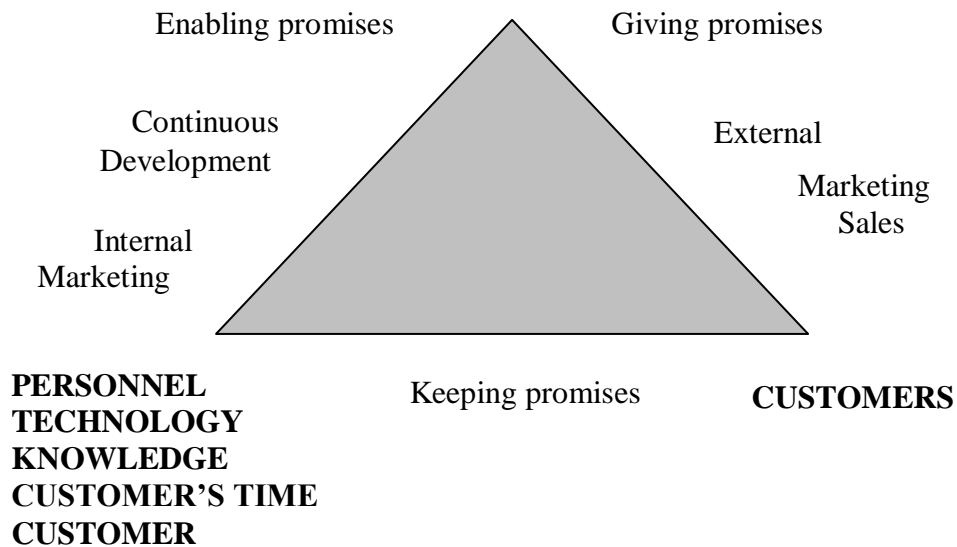 Enabling promises
Giving promises
Continuous
Development
External
Marketing
Sales
Internal
Marketing
PERSONNEL
TECHNOLOGY
KNOWLEDGE
CUSTOMER’S TIME
CUSTOMER
Keeping promises
CUSTOMERS